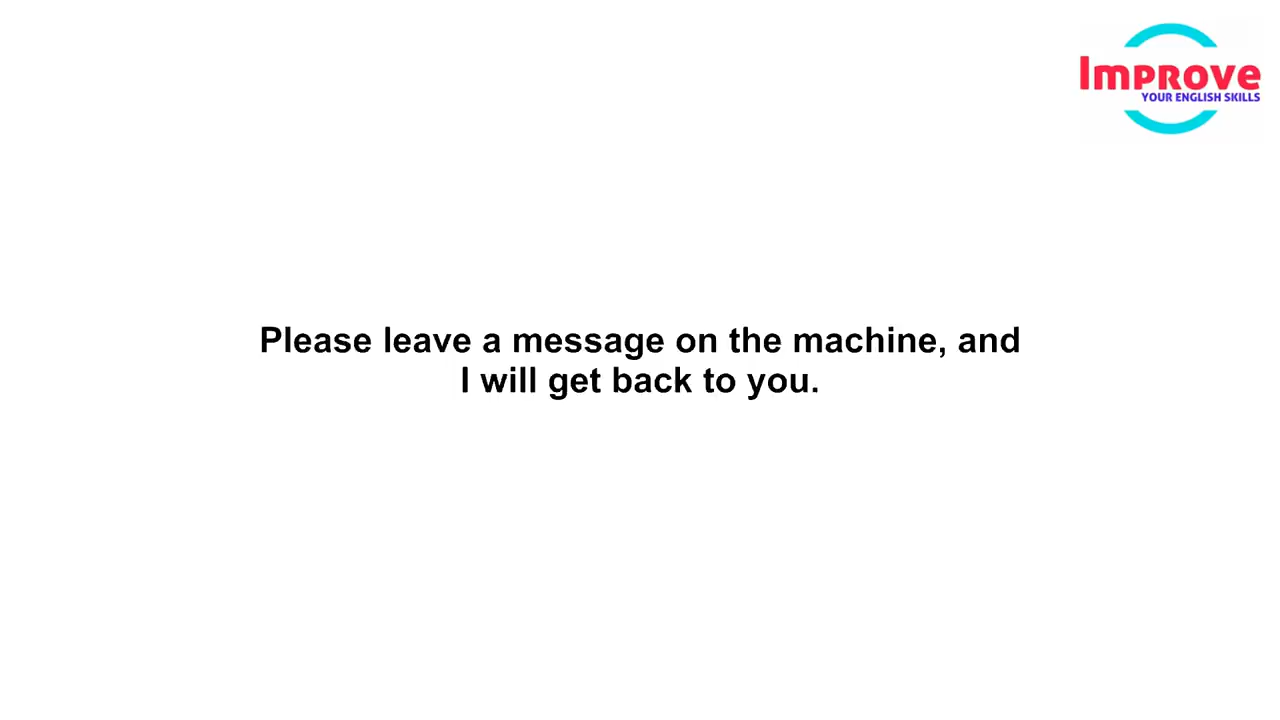 Improve
YOUR ENGLISH SKILLS
Please leave a message on the machine, and
I will get back to you.